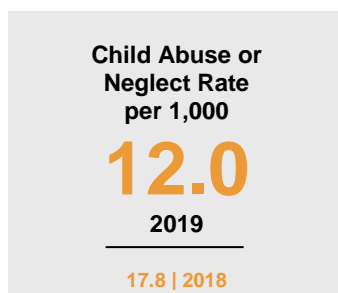 Child Abuse or
Neglect Rate
per 1,000
12.0
2019
17.8 | 2018